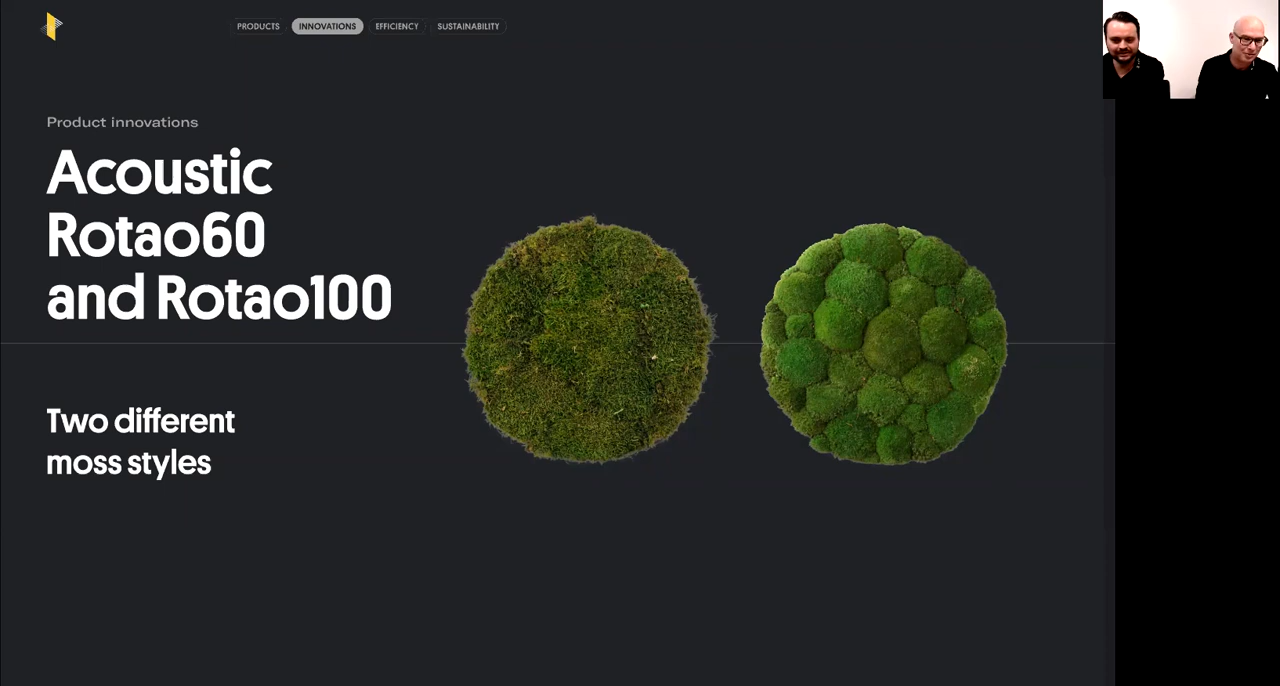 PRODUCTS
INNOVATIONS
EFFICIENCY
SUSTAINABILITY
Product innovations
Acoustic
Rotao60
and Rotao100
Two different
moss styles